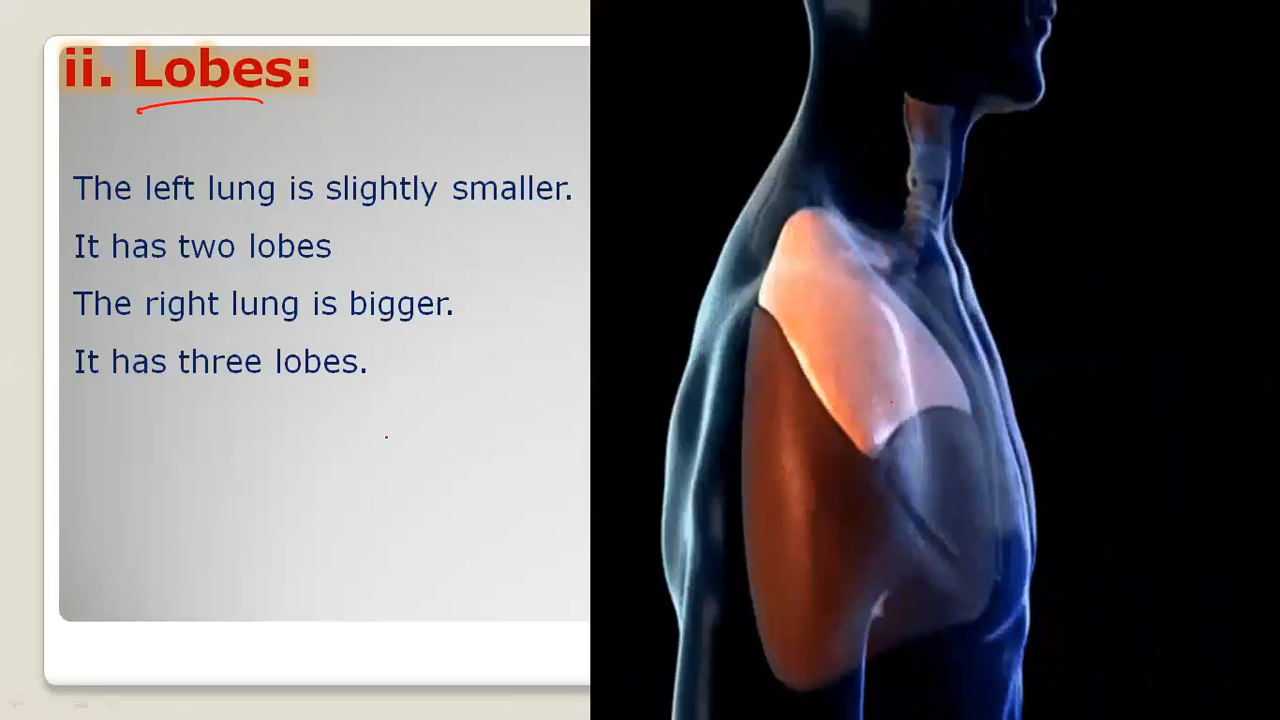 ii. Lobes:
The left lung is slightly smaller.
It has two lobes
The right lung is bigger.
It has three lobes.